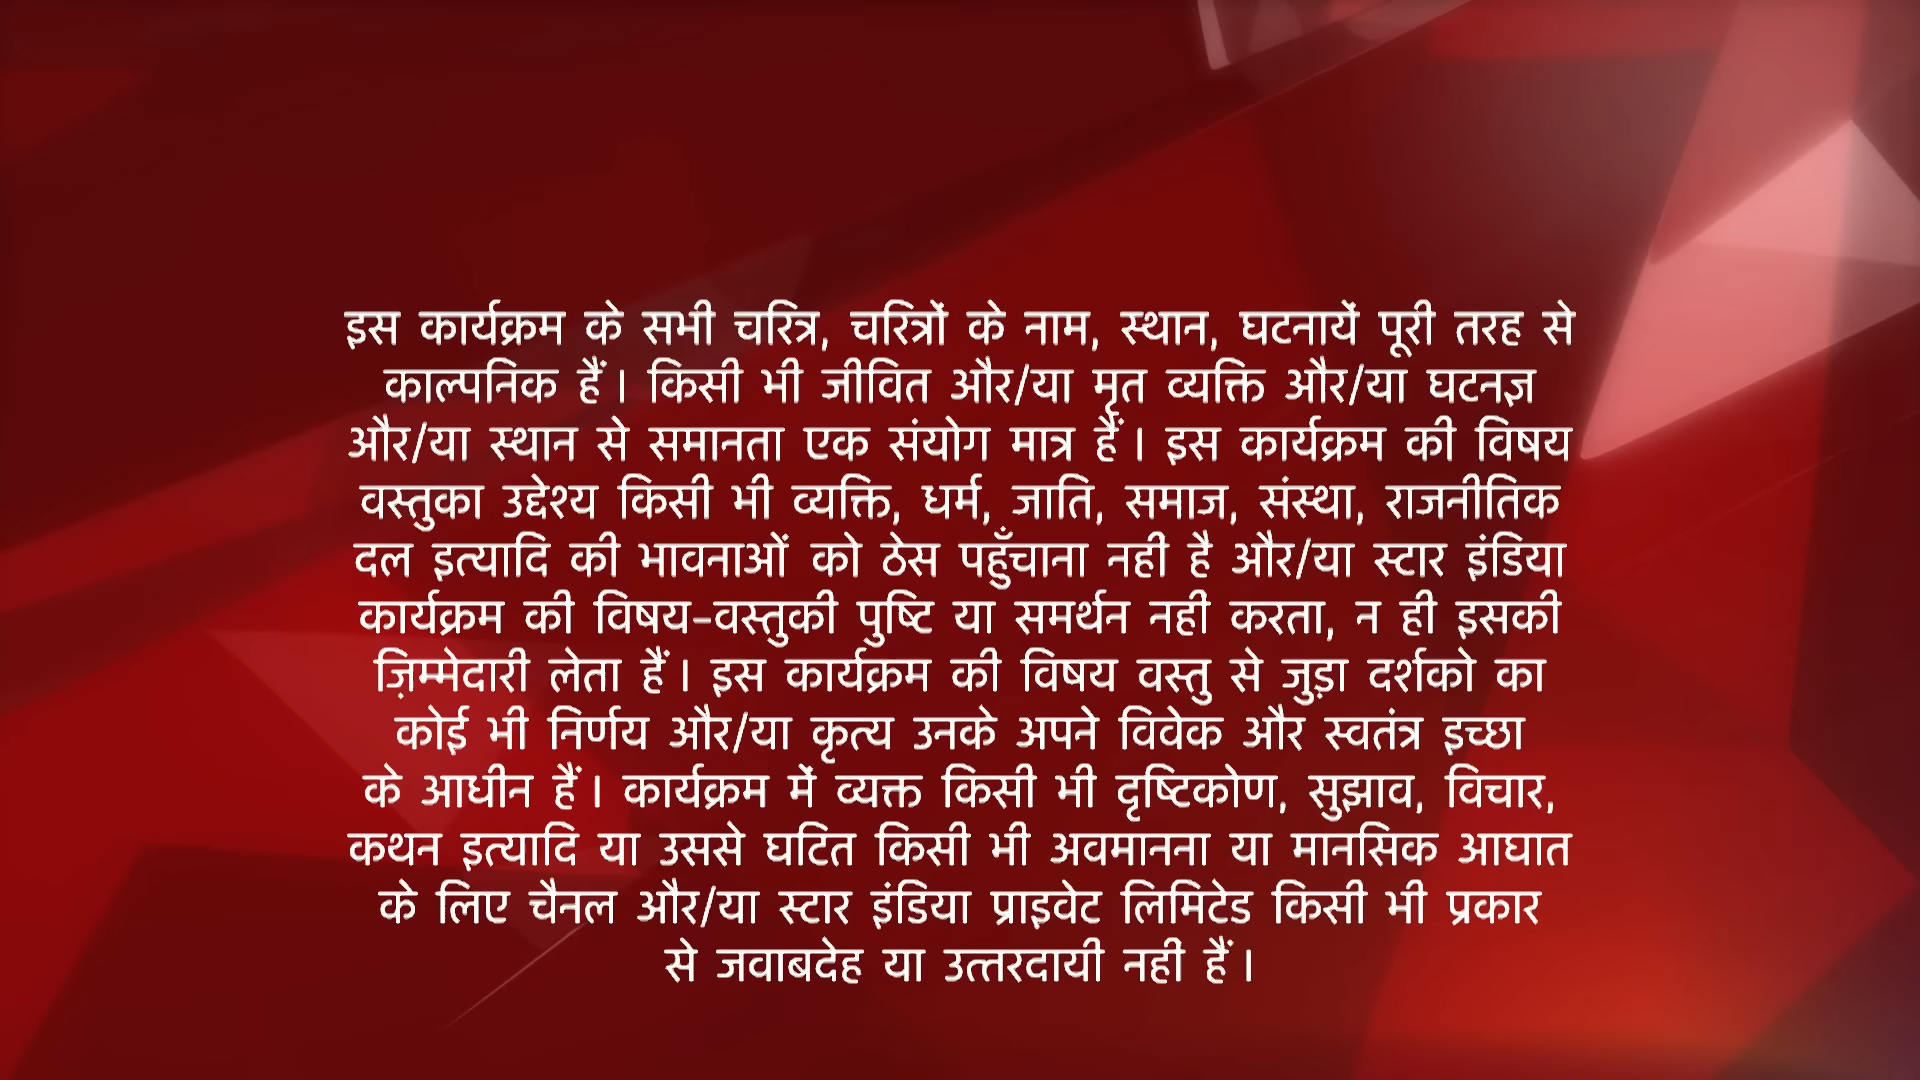 इस कार्यक्रम के सभी चरित्र, चरित्रों के नाम, स्थान, घटनायें पूरी तरह से
काल्पनिक हैं। किसी भी जीवित और/या मृत व्यक्ति और/या घटनज्ञ
और/या स्थान से समानता एक संयोग मात्र हैं। इस कार्यक्रम की विषय
वस्तुका उद्देश्य किसी भी व्यक्ति, धर्म, जाति, समाज, संस्था, राजनीतिक
दल इत्यादि की भावनाओं को ठेस पहुँचाना नही है और/या स्टार इंडिया
कार्यक्रम की विषय-वस्तुकी पुष्टि या समर्थन नही करता, न ही इसकी
ज़िम्मेदारी लेता हैं। इस कार्यक्रम की विषय वस्तु से जुड़ा दर्शको का
कोई भी निर्णय और/या कृत्य उनके अपने विवेक और स्वतंत्र इच्छा
के आधीन हैं। कार्यक्रम में व्यक्त किसी भी दृष्टिकोण, सुझाव, विचार,
कथन इत्यादि या उससे घटित किसी भी अवमानना या मानसिक आघात
के लिए चैनल और/या स्टार इंडिया प्राइवेट लिमिटेड किसी भी प्रकार
से जवाबदेह या उत्तरदायी नही हैं।